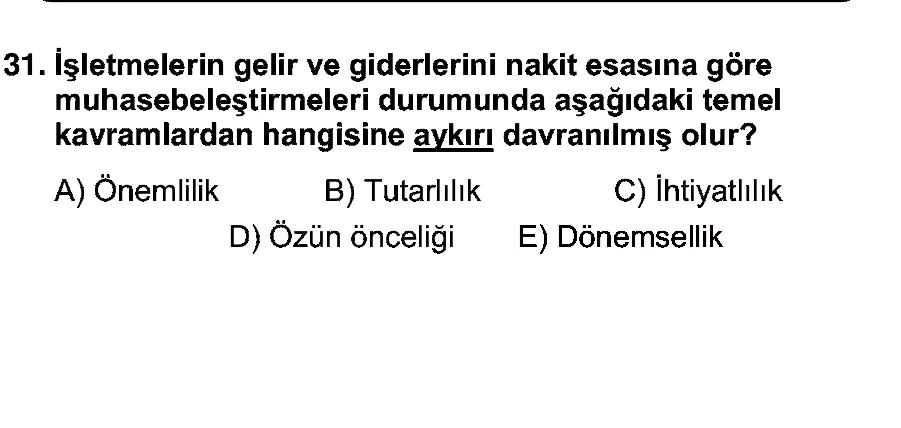 31. İşletmelerin gelir ve giderlerini nakit esasına göre
muhasebeleştirmeleri durumunda aşağıdaki temel
kavramlardan hangisine aykırı davranılmış olur?
A) Önemlilik B) Tutarlılık C) İhtiyatlılık
D) Özün önceliği E) Dönemsellik